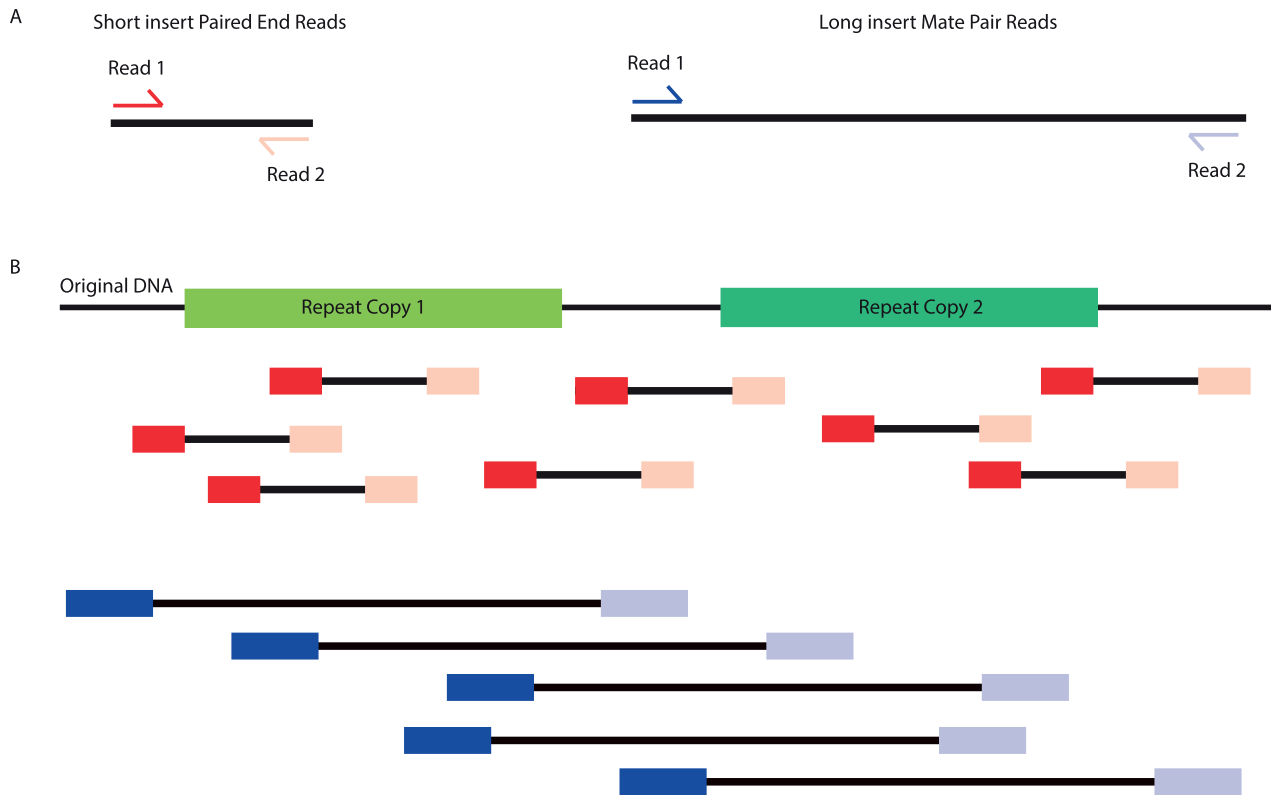 A
Short insert Paired End Reads
Long insert Mate Pair Reads
Read 1
Read 2
Read 1
Read 2
B
Original DNA
Repeat Copy 1
Repeat Copy 2